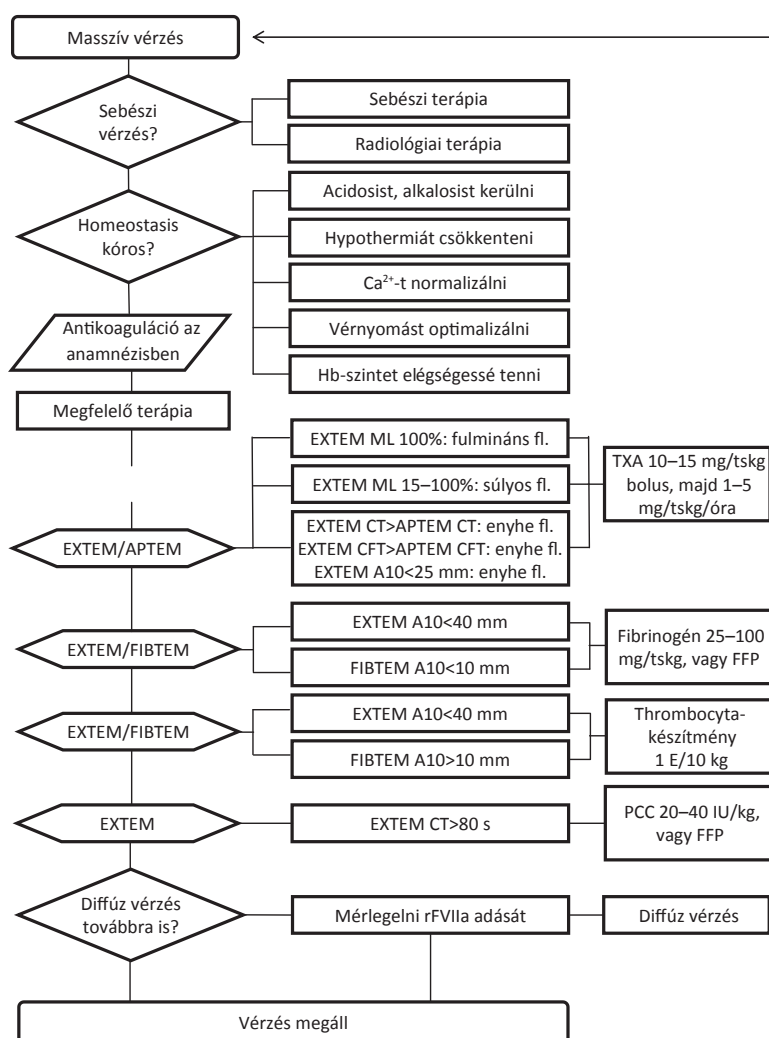 Masszív vérzés
Sebészi
vérzés?
Sebészi terápia
Radiológiai terápia
Homeostasis
kóros?
Acidosist, alkalosist kerülni
Hypothermiát csökkenteni
Ca²⁺-t normalizálni
Vérnyomást optimalizálni
Hb-szintet elégségessé tenni
Antikoaguláció az
anamnézisben
Megfelelő terápia
EXTEM/APTEM
EXTEM ML 100%: fulmináns fl.
EXTEM ML 15–100%: súlyos fl.
EXTEM CT>APTEM CT: enyhe fl.
EXTEM CFT>APTEM CFT: enyhe fl.
EXTEM A10<25 mm: enyhe fl.
TXA 10–15 mg/tskg
bolus, majd 1–5
mg/tskg/óra
EXTEM/FIBTEM
EXTEM A10<40 mm
FIBTEM A10<10 mm
Fibrinogén 25–100
mg/tskg, vagy FFP
EXTEM/FIBTEM
EXTEM A10<40 mm
FIBTEM A10>10 mm
Thrombocyta-
készítmény
1 E/10 kg
EXTEM
EXTEM CT>80 s
PCC 20–40 IU/kg,
vagy FFP
Diffúz vérzés
továbbra is?
Mérlegelni rFVIIa adását
Diffúz vérzés
Vérzés megáll